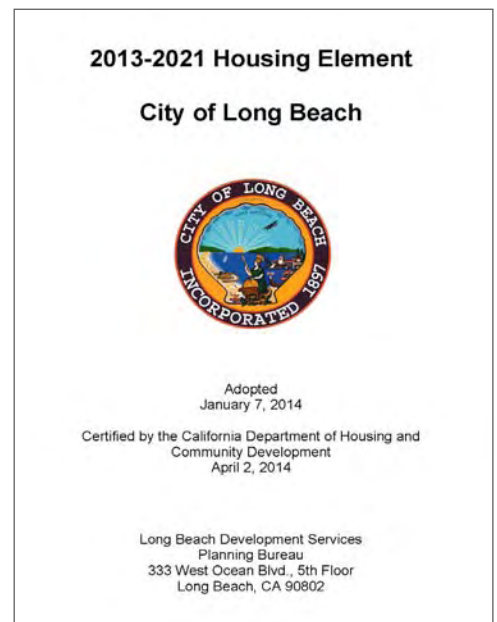 2013-2021 Housing Element
City of Long Beach
CITY OF LONG BEACH
INCORPORATED 1897
Adopted
January 7, 2014
Certified by the California Department of Housing and
Community Development
April 2, 2014
Long Beach Development Services
Planning Bureau
333 West Ocean Blvd., 5th Floor
Long Beach, CA 90802